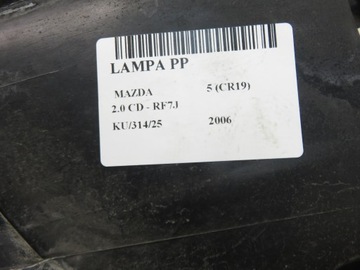 LAMPA PP
MAZDA 5 (CR19)
2.0 CD - RF7J
KU/314/25 2006